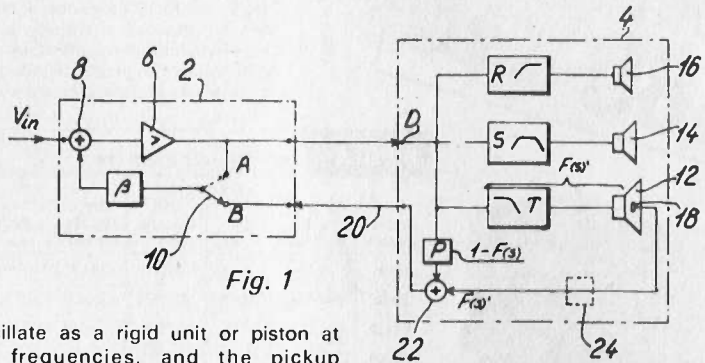 4
2
6
8
Vin
>
A
β
B
10
20
Fig. 1
D
R
16
S
14
F(s)'
12
T
18
P
1-F(s)
F(s)'
22
24
illate as a rigid unit or piston at
frequencies, and the pickup